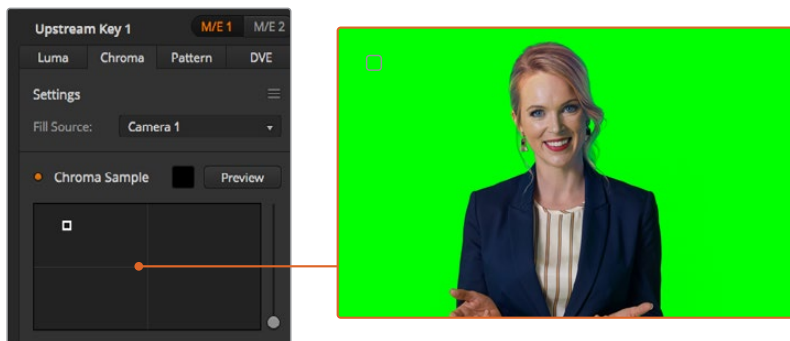 Upstream Key 1 M/E 1 M/E 2
Luma Chroma Pattern DVE
Settings
Fill Source: Camera 1
Chroma Sample Preview